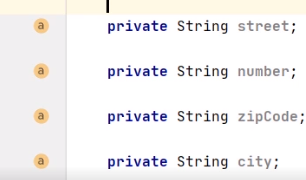 a private String street;
a private String number;
a private String zipCode;
a private String city;